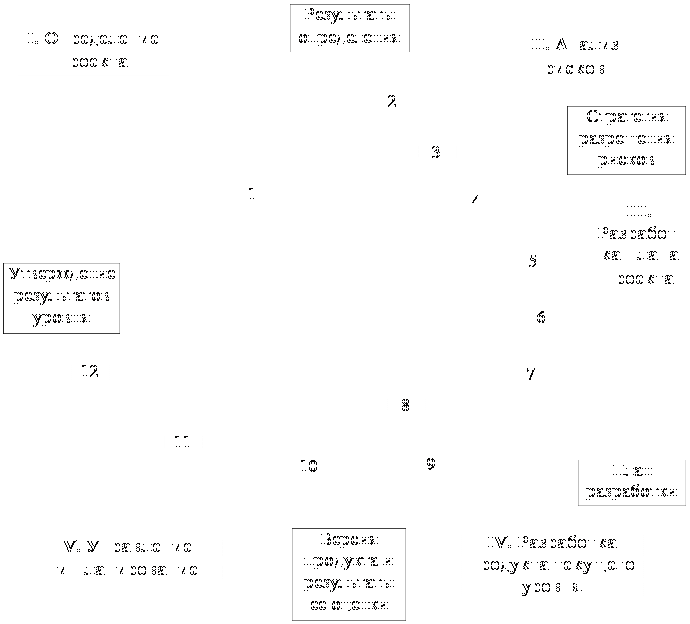 I. Определение
проекта
Результаты
определения
II. Анализ
рисков
2
Стратегия
разрешения
рисков
3
1
4
III.
Разработ
ка плана
проекта
5
Утверждение
результатов
уровня
6
12
7
8
11
10
9
План
разработки
V. Управление
и планирование
Версия
продукта и
результаты
ее оценки
IV. Разработка
продукта текущего
уровня